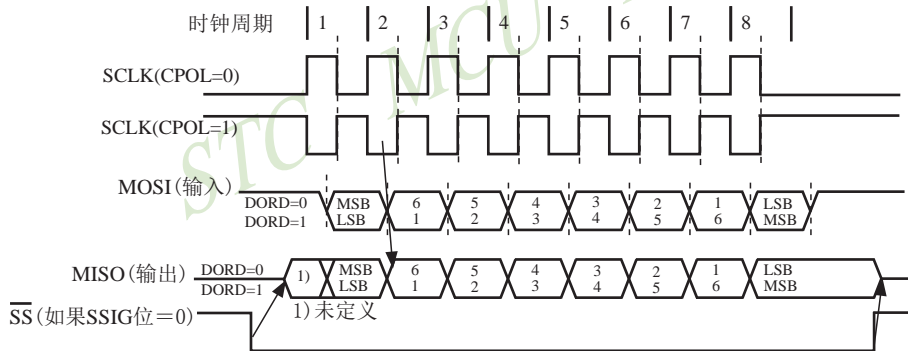 时钟周期 1 2 3 4 5 6 7 8
SCLK(CPOL=0)
SCLK(CPOL=1)
STC MCU
MOSI(输入)
DORD=0 MSB 6 5 4 3 2 1 LSB
DORD=1 LSB 1 2 3 4 5 6 MSB
MISO(输出)
DORD=0 1) MSB 6 5 4 3 2 1 LSB
DORD=1 LSB 1 2 3 4 5 6 MSB
1)未定义
SS(如果SSIG位=0)